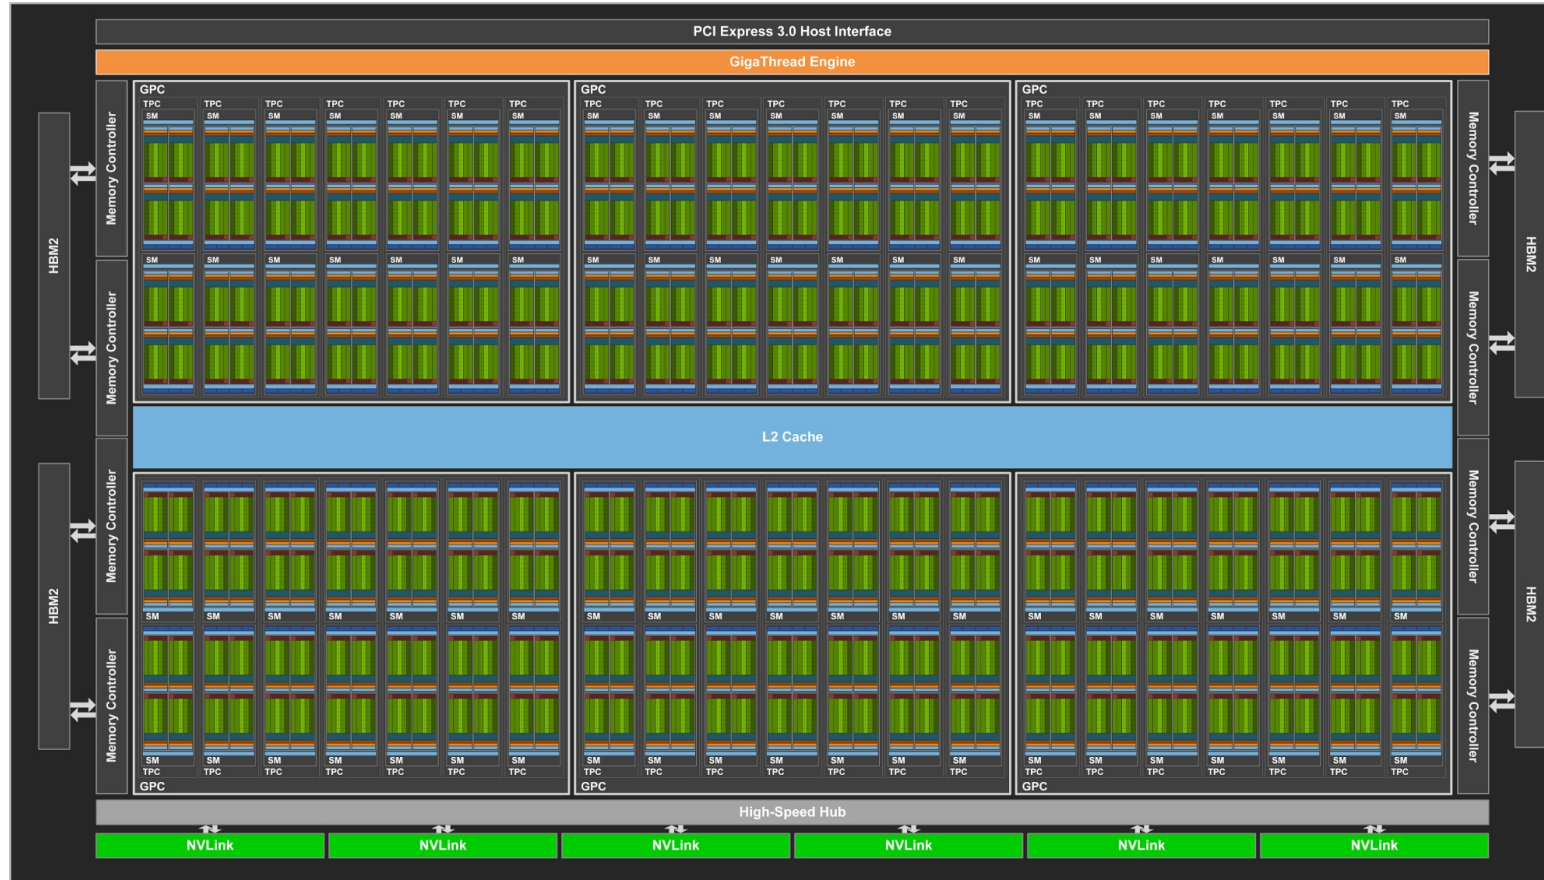 PCI Express 3.0 Host Interface
GigaThread Engine
GPC
GPC
GPC
TPC TPC TPC TPC TPC TPC TPC
TPC TPC TPC TPC TPC TPC TPC
TPC TPC TPC TPC TPC TPC TPC
SM SM SM SM SM SM SM
SM SM SM SM SM SM SM
SM SM SM SM SM SM SM
Memory Controller
Memory Controller
HBM2
HBM2
SM SM SM SM SM SM SM
SM SM SM SM SM SM SM
SM SM SM SM SM SM SM
Memory Controller
Memory Controller
L2 Cache
Memory Controller
Memory Controller
HBM2
HBM2
SM SM SM SM SM SM SM
SM SM SM SM SM SM SM
SM SM SM SM SM SM SM
Memory Controller
Memory Controller
SM SM SM SM SM SM SM
SM SM SM SM SM SM SM
SM SM SM SM SM SM SM
TPC TPC TPC TPC TPC TPC TPC
TPC TPC TPC TPC TPC TPC TPC
TPC TPC TPC TPC TPC TPC TPC
GPC
GPC
GPC
High-Speed Hub
NVLink
NVLink
NVLink
NVLink
NVLink
NVLink